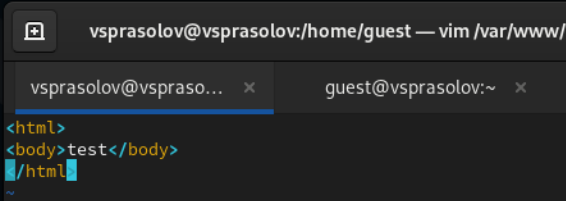 vsprasolov@vsprasolov:/home/guest — vim /var/www/
vsprasolov@vspraso... × guest@vsprasolov:~ ×
<html>
<body>test</body>
</html>
~